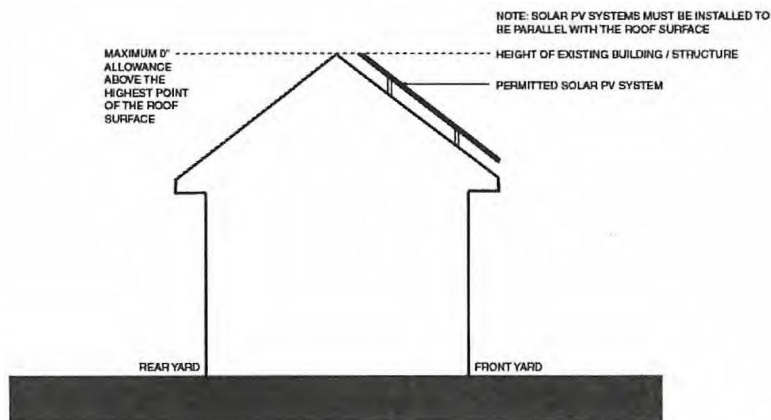 NOTE: SOLAR PV SYSTEMS MUST BE INSTALLED TO
BE PARALLEL WITH THE ROOF SURFACE
MAXIMUM 0"
ALLOWANCE
ABOVE THE
HIGHEST POINT
OF THE ROOF
SURFACE
HEIGHT OF EXISTING BUILDING / STRUCTURE
PERMITTED SOLAR PV SYSTEM
REAR YARD
FRONT YARD